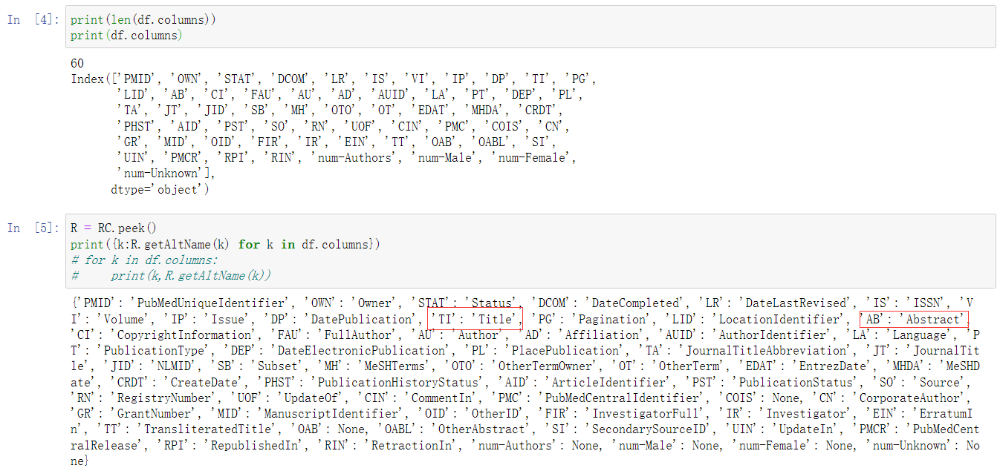 In [4]: print(len(df.columns))
print(df.columns)
60
Index(['PMID', 'OWN', 'STAT', 'DCOM', 'LR', 'IS', 'VI', 'IP', 'DP', 'TI', 'PG',
'LID', 'AB', 'CI', 'FAU', 'AU', 'AD', 'AUID', 'LA', 'PT', 'DEP', 'PL',
'TA', 'JT', 'JID', 'SB', 'MH', 'OTO', 'OT', 'EDAT', 'MHDA', 'CRDT',
'PHST', 'AID', 'PST', 'SO', 'RN', 'UOF', 'CIN', 'PMC', 'COIS', 'CN',
'GR', 'MID', 'OID', 'FIR', 'IR', 'EIN', 'TT', 'OAB', 'OABL', 'SI',
'UIN', 'PMCR', 'RPI', 'RIN', 'num-Authors', 'num-Male', 'num-Female',
'num-Unknown'],
dtype='object')
In [5]: R = RC.peek()
print({k:R.getAltName(k) for k in df.columns})
# for k in df.columns:
#     print(k,R.getAltName(k))
{'PMID': 'PubMedUniqueIdentifier', 'OWN': 'Owner', 'STAT': 'Status', 'DCOM': 'DateCompleted', 'LR': 'DateLastRevised', 'IS': 'ISSN', 'V
I': 'Volume', 'IP': 'Issue', 'DP': 'DatePublication', 'TI': 'Title', 'PG': 'Pagination', 'LID': 'LocationIdentifier', 'AB': 'Abstract',
'CI': 'CopyrightInformation', 'FAU': 'FullAuthor', 'AU': 'Author', 'AD': 'Affiliation', 'AUID': 'AuthorIdentifier', 'LA': 'Language', 'P
T': 'PublicationType', 'DEP': 'DateElectronicPublication', 'PL': 'PlacePublication', 'TA': 'JournalTitleAbbreviation', 'JT': 'JournalTit
le', 'JID': 'NLMID', 'SB': 'Subset', 'MH': 'MeSHTerms', 'OTO': 'OtherTermOwner', 'OT': 'OtherTerm', 'EDAT': 'EntrezDate', 'MHDA': 'MeSHD
ate', 'CRDT': 'CreateDate', 'PHST': 'PublicationHistoryStatus', 'AID': 'ArticleIdentifier', 'PST': 'PublicationStatus', 'SO': 'Source',
'RN': 'RegistryNumber', 'UOF': 'UpdateOf', 'CIN': 'CommentIn', 'PMC': 'PubMedCentralIdentifier', 'COIS': None, 'CN': 'CorporateAuthor',
'GR': 'GrantNumber', 'MID': 'ManuscriptIdentifier', 'OID': 'OtherID', 'FIR': 'InvestigatorFull', 'IR': 'Investigator', 'EIN': 'ErratumI
n', 'TT': 'TransliteratedTitle', 'OAB': None, 'OABL': 'OtherAbstract', 'SI': 'SecondarySourceID', 'UIN': 'UpdateIn', 'PMCR': 'PubMedCent
ralRelease', 'RPI': 'RepublishedIn', 'RIN': 'RetractionIn', 'num-Authors': None, 'num-Male': None, 'num-Female': None, 'num-Unknown': No
ne}